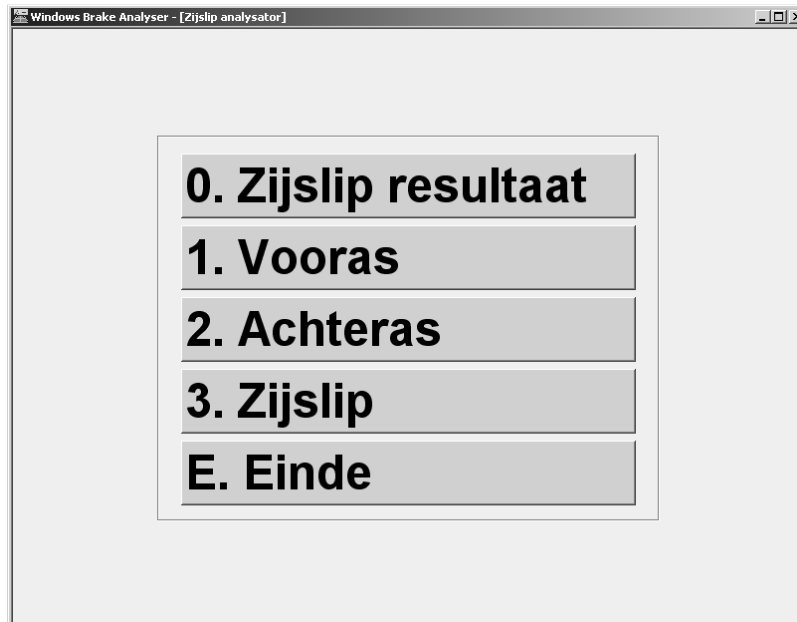 Windows Brake Analyser - [Zijslip analysator]
0. Zijslip resultaat
1. Vooras
2. Achteras
3. Zijslip
E. Einde